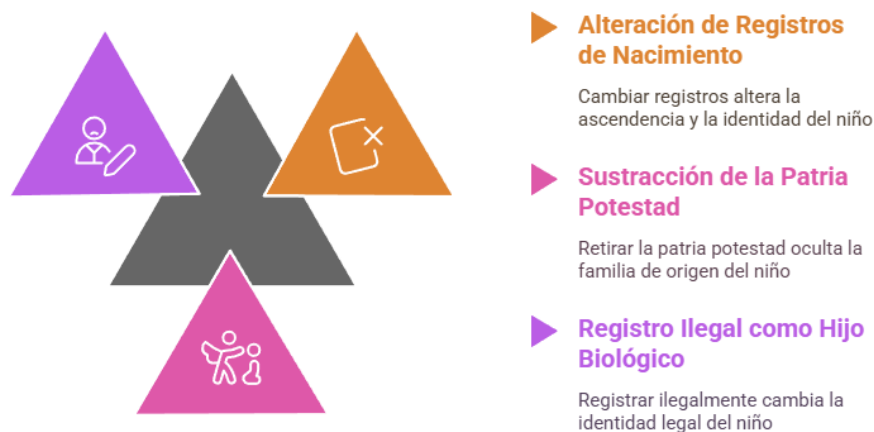 Alteración de Registros
de Nacimiento
Cambiar registros altera la
ascendencia y la identidad del niño
Sustracción de la Patria
Potestad
Retirar la patria potestad oculta la
familia de origen del niño
Registro Ilegal como Hijo
Biológico
Registrar ilegalmente cambia la
identidad legal del niño